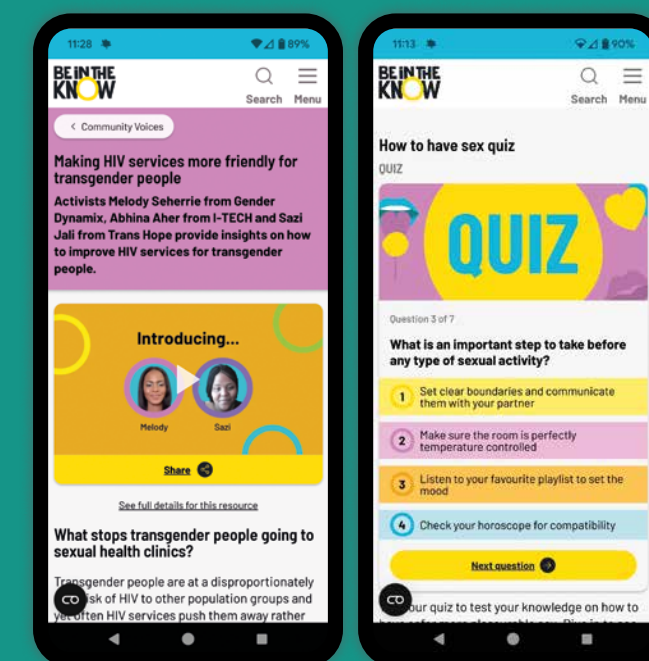 11:28
89%
BE IN THE
KNOW
Search Menu
< Community Voices
Making HIV services more friendly for
transgender people
Activists Melody Seherrie from Gender
Dynamix, Abhina Aher from I-TECH and Sazi
Jali from Trans Hope provide insights on how
to improve HIV services for transgender
people.
Introducing...
Melody Sazi
Share
See full details for this resource
What stops transgender people going to
sexual health clinics?
Transgender people are at a disproportionately
risk of HIV to other population groups and
yet often HIV services push them away rather
11:13
90%
BE IN THE
KNOW
Search Menu
How to have sex quiz
QUIZ
QUIZ
Question 3 of 7
What is an important step to take before
any type of sexual activity?
1 Set clear boundaries and communicate
them with your partner
2 Make sure the room is perfectly
temperature controlled
3 Listen to your favourite playlist to set the
mood
4 Check your horoscope for compatibility
Next question
our quiz to test your knowledge on how to